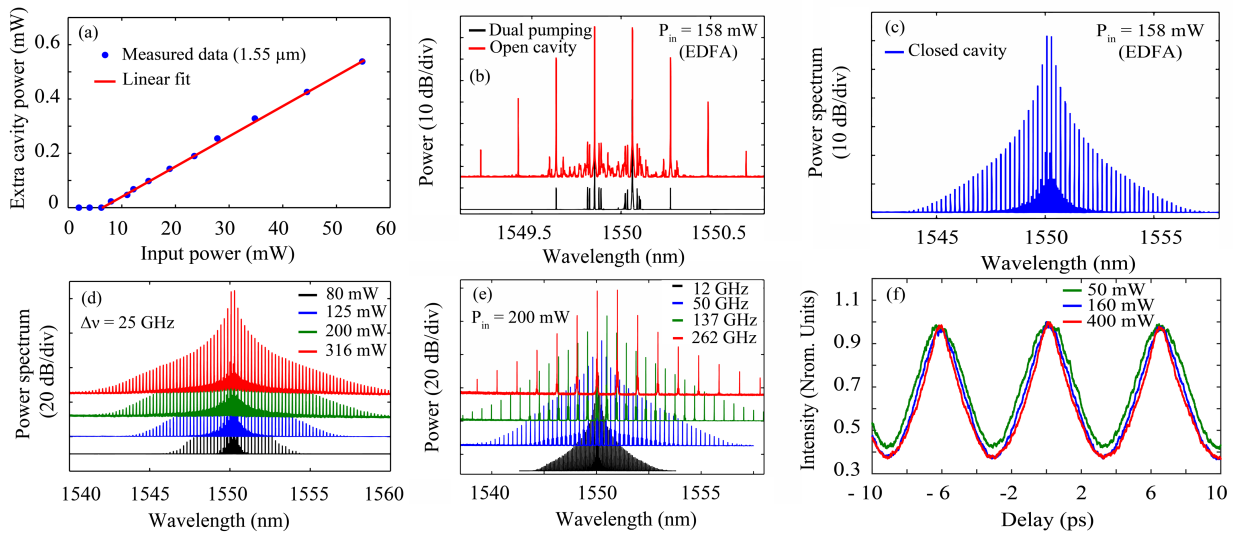 (a)
Measured data (1.55 µm)
Linear fit
Extra cavity power (mW)
0.6
0.4
0.2
0
0 10 20 30 40 50 60
Input power (mW)
Dual pumping
Open cavity
P_in = 158 mW
(EDFA)
(b)
Power (10 dB/div)
1549.5 1550 1550.5
Wavelength (nm)
(c)
Closed cavity
P_in = 158 mW
(EDFA)
Power spectrum
(10 dB/div)
1545 1550 1555
Wavelength (nm)
(d)
Δν = 25 GHz
80 mW
125 mW
200 mW
316 mW
Power spectrum
(20 dB/div)
1540 1545 1550 1555 1560
Wavelength (nm)
(e)
P_in = 200 mW
12 GHz
50 GHz
137 GHz
262 GHz
Power (20 dB/div)
1540 1550 1555
Wavelength (nm)
(f)
50 mW
160 mW
400 mW
Intensity (Nrom. Units)
1.1
0.9
0.7
0.5
0.3
- 10 - 6 -2 2 6 10
Delay (ps)